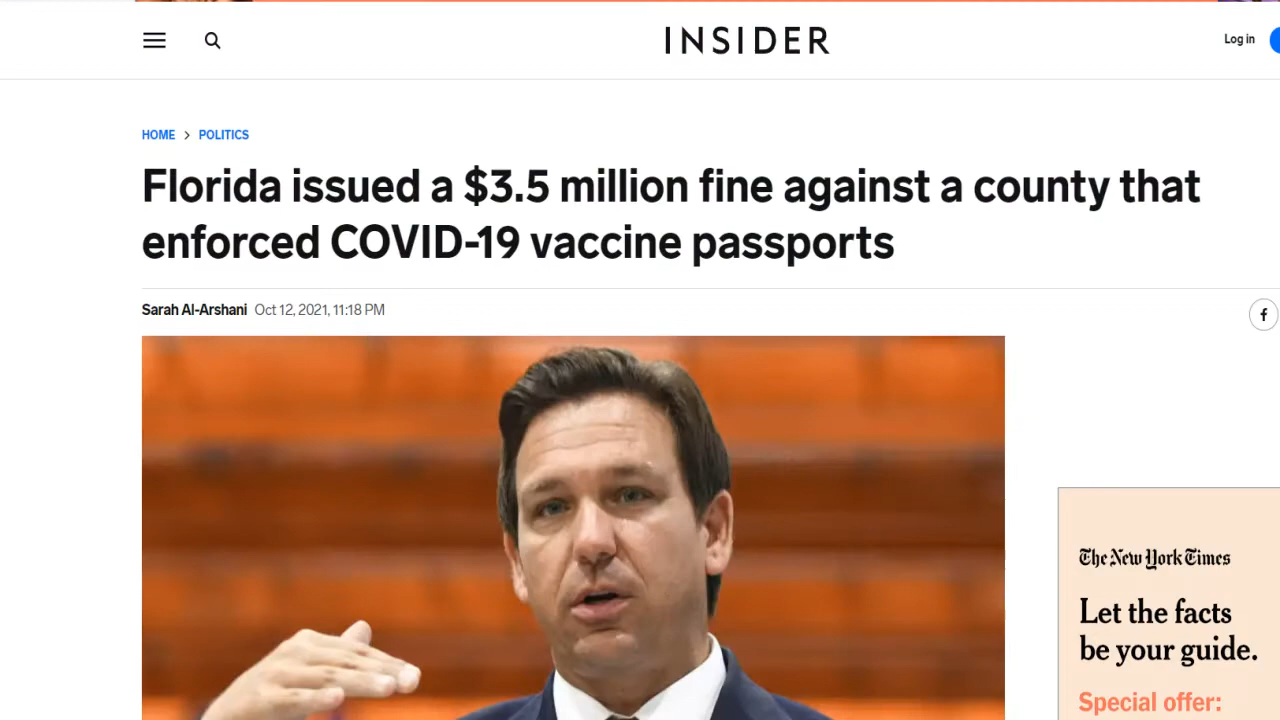 INSIDER
Log in
HOME > POLITICS
Florida issued a $3.5 million fine against a county that
enforced COVID-19 vaccine passports
Sarah Al-Arshani Oct 12, 2021, 11:18 PM
f
The New York Times
Let the facts
be your guide.
Special offer: